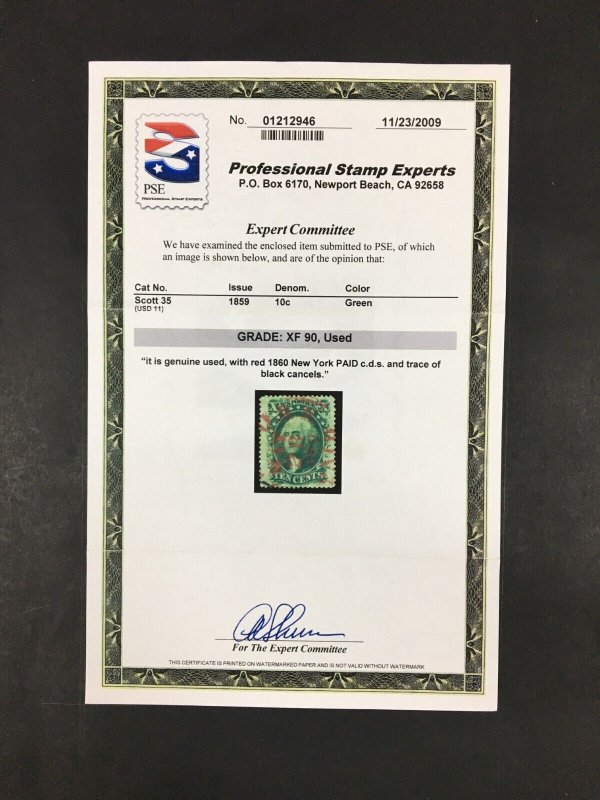 No. 01212946 11/23/2009
PSE
PROFESSIONAL STAMP EXPERTS
Professional Stamp Experts
P.O. Box 6170, Newport Beach, CA 92658
Expert Committee
We have examined the enclosed item submitted to PSE, of which
an image is shown below, and are of the opinion that:
Cat No. Issue Denom. Color
Scott 35 1859 10c Green
(USD 11)
GRADE: XF 90, Used
“it is genuine used, with red 1860 New York PAID c.d.s. and trace of
black cancels.”
TEN CENTS
For The Expert Committee
THIS CERTIFICATE IS PRINTED ON WATERMARKED PAPER AND IS NOT VALID WITHOUT WATERMARK